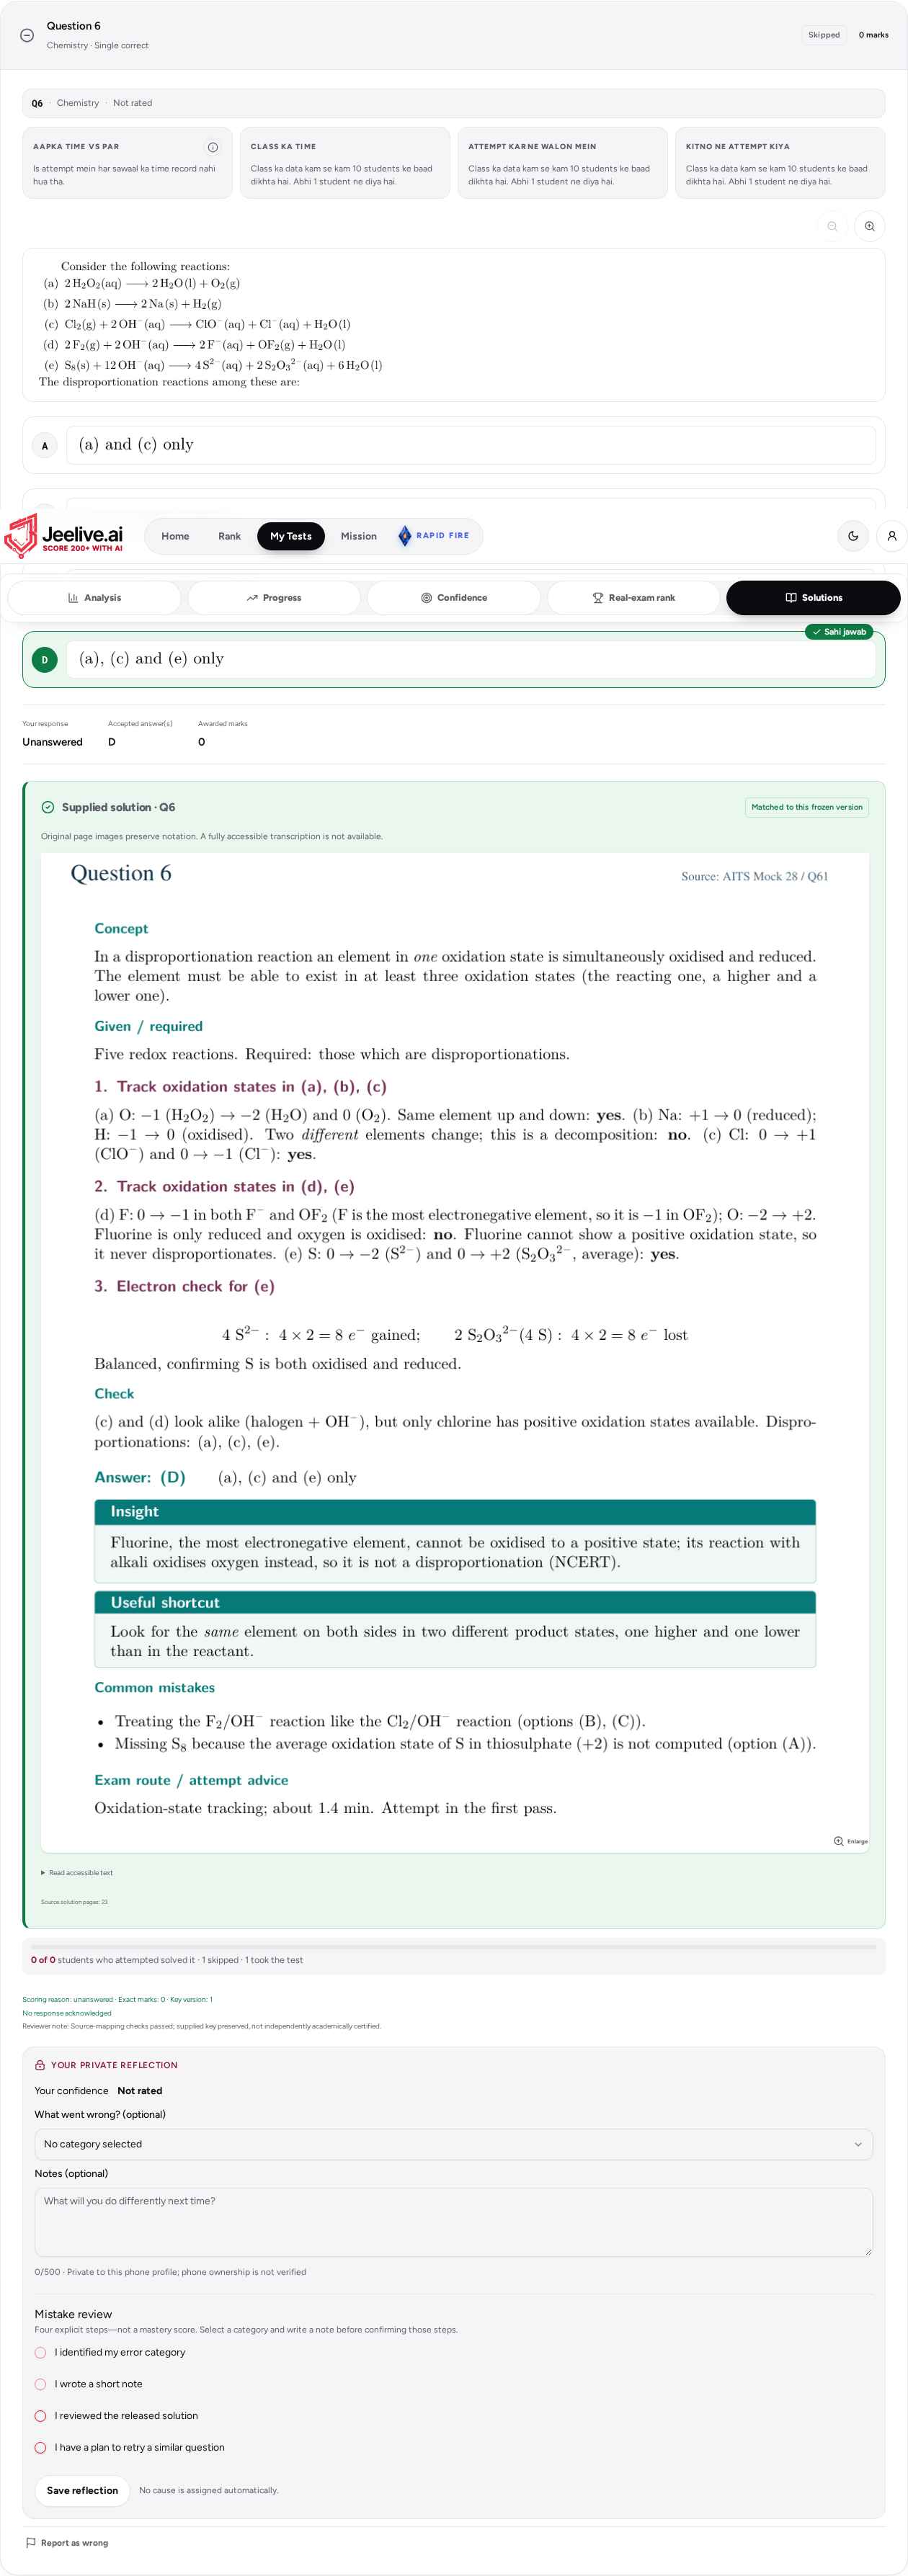 Question 6
Chemistry · Single correct
Skipped
0 marks
Q6 · Chemistry · Not rated
AAPKA TIME VS PAR
Is attempt mein har sawaal ka time record nahi
hua tha.
CLASS KA TIME
Class ka data kam se kam 10 students ke baad
dikhta hai. Abhi 1 student ne diya hai.
ATTEMPT KARNE WALON MEIN
Class ka data kam se kam 10 students ke baad
dikhta hai. Abhi 1 student ne diya hai.
KITNO NE ATTEMPT KIYA
Class ka data kam se kam 10 students ke baad
dikhta hai. Abhi 1 student ne diya hai.
Consider the following reactions:
(a) 2 H₂O₂(aq) ⟶ 2 H₂O(l) + O₂(g)
(b) 2 NaH(s) ⟶ 2 Na(s) + H₂(g)
(c) Cl₂(g) + 2 OH⁻(aq) ⟶ ClO⁻(aq) + Cl⁻(aq) + H₂O(l)
(d) 2 F₂(g) + 2 OH⁻(aq) ⟶ 2 F⁻(aq) + OF₂(g) + H₂O(l)
(e) S₈(s) + 12 OH⁻(aq) ⟶ 4 S²⁻(aq) + 2 S₂O₃²⁻(aq) + 6 H₂O(l)
The disproportionation reactions among these are:
A
(a) and (c) only
Jeelive.ai
SCORE 200+ WITH AI
Home
Rank
My Tests
Mission
RAPID FIRE
Analysis
Progress
Confidence
Real-exam rank
Solutions
Sahi jawab
D
(a), (c) and (e) only
Your response
Unanswered
Accepted answer(s)
D
Awarded marks
0
Supplied solution · Q6
Matched to this frozen version
Original page images preserve notation. A fully accessible transcription is not available.
Question 6
Source: AITS Mock 28 / Q61
Concept
In a disproportionation reaction an element in one oxidation state is simultaneously oxidised and reduced.
The element must be able to exist in at least three oxidation states (the reacting one, a higher and a
lower one).
Given / required
Five redox reactions. Required: those which are disproportionations.
1. Track oxidation states in (a), (b), (c)
(a) O: −1 (H₂O₂) → −2 (H₂O) and 0 (O₂). Same element up and down: yes. (b) Na: +1 → 0 (reduced);
H: −1 → 0 (oxidised). Two different elements change; this is a decomposition: no. (c) Cl: 0 → +1
(ClO⁻) and 0 → −1 (Cl⁻): yes.
2. Track oxidation states in (d), (e)
(d) F: 0 → −1 in both F⁻ and OF₂ (F is the most electronegative element, so it is −1 in OF₂); O: −2 → +2.
Fluorine is only reduced and oxygen is oxidised: no. Fluorine cannot show a positive oxidation state, so
it never disproportionates. (e) S: 0 → −2 (S²⁻) and 0 → +2 (S₂O₃²⁻, average): yes.
3. Electron check for (e)
4 S²⁻ : 4 × 2 = 8 e⁻ gained; 2 S₂O₃²⁻(4 S) : 4 × 2 = 8 e⁻ lost
Balanced, confirming S is both oxidised and reduced.
Check
(c) and (d) look alike (halogen + OH⁻), but only chlorine has positive oxidation states available. Dispro-
portionations: (a), (c), (e).
Answer: (D) (a), (c) and (e) only
Insight
Fluorine, the most electronegative element, cannot be oxidised to a positive state; its reaction with
alkali oxidises oxygen instead, so it is not a disproportionation (NCERT).
Useful shortcut
Look for the same element on both sides in two different product states, one higher and one lower
than in the reactant.
Common mistakes
• Treating the F₂/OH⁻ reaction like the Cl₂/OH⁻ reaction (options (B), (C)).
• Missing S₈ because the average oxidation state of S in thiosulphate (+2) is not computed (option (A)).
Exam route / attempt advice
Oxidation-state tracking; about 1.4 min. Attempt in the first pass.
Enlarge
Read accessible text
Source solution pages: 23
0 of 0 students who attempted solved it · 1 skipped · 1 took the test
Scoring reason: unanswered · Exact marks: 0 · Key version: 1
No response acknowledged
Reviewer note: Source-mapping checks passed; supplied key preserved, not independently academically certified.
YOUR PRIVATE REFLECTION
Your confidence Not rated
What went wrong? (optional)
No category selected
Notes (optional)
What will you do differently next time?
0/500 · Private to this phone profile; phone ownership is not verified
Mistake review
Four explicit steps—not a mastery score. Select a category and write a note before confirming those steps.
I identified my error category
I wrote a short note
I reviewed the released solution
I have a plan to retry a similar question
Save reflection
No cause is assigned automatically.
Report as wrong